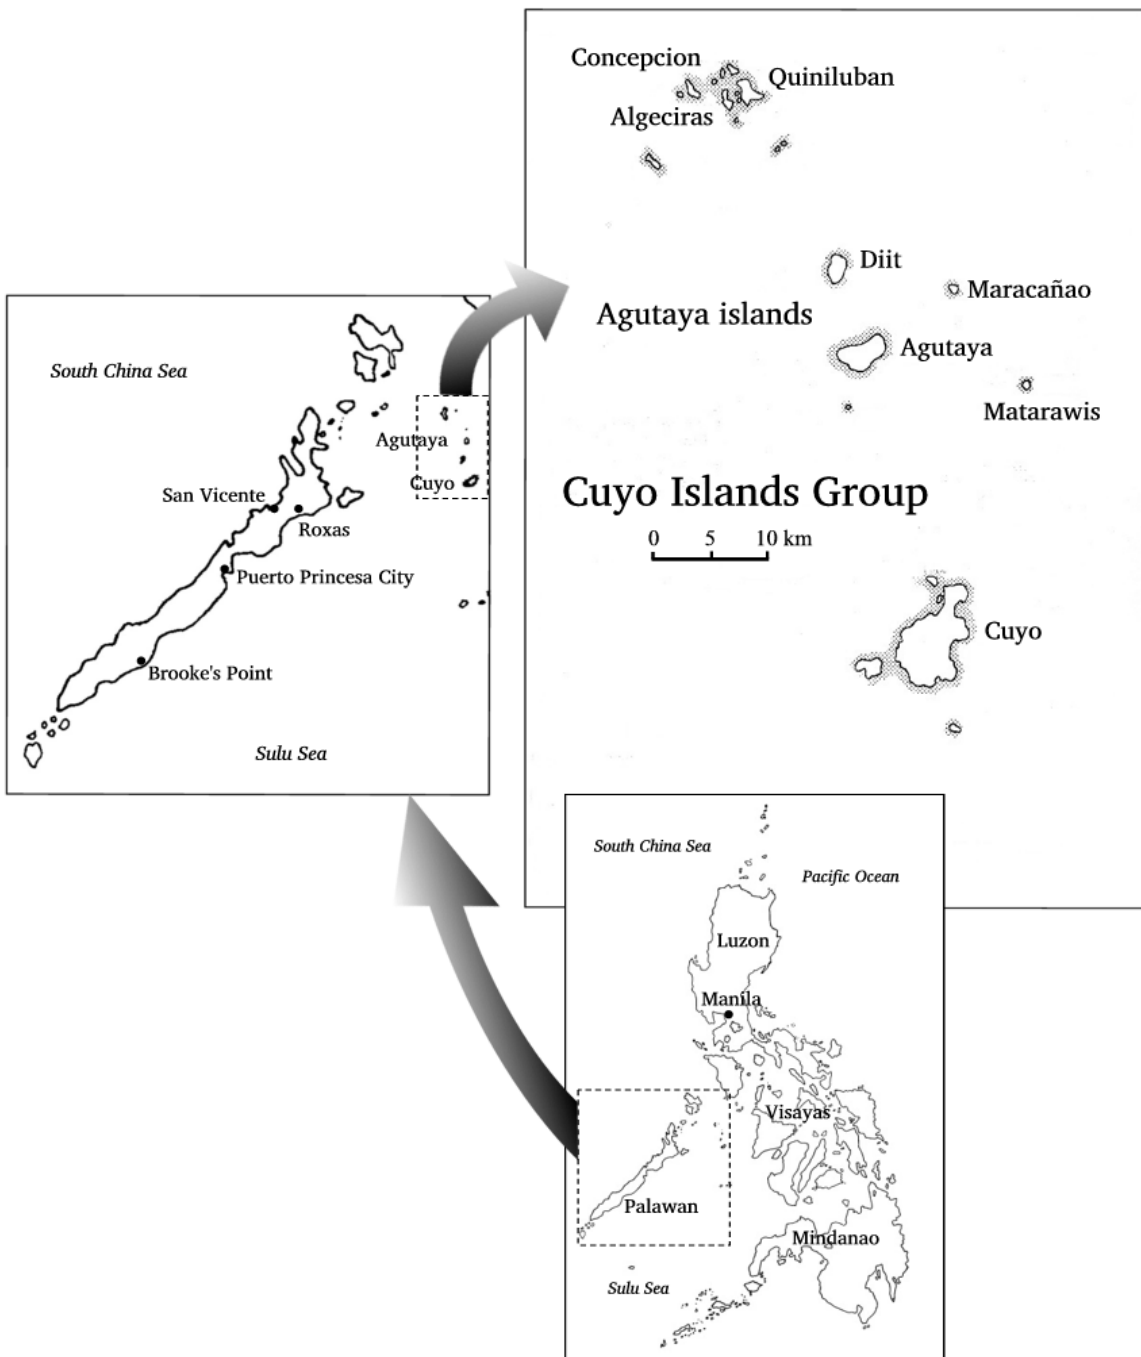 Concepcion
Quiniluban
Algeciras
Diit
Maracañao
Agutaya islands
Agutaya
Matarawis
Cuyo Islands Group
0 5 10 km
Cuyo
South China Sea
Agutaya
Cuyo
San Vicente
Roxas
Puerto Princesa City
Brooke's Point
Sulu Sea
South China Sea
Pacific Ocean
Luzon
Manila
Visayas
Palawan
Mindanao
Sulu Sea